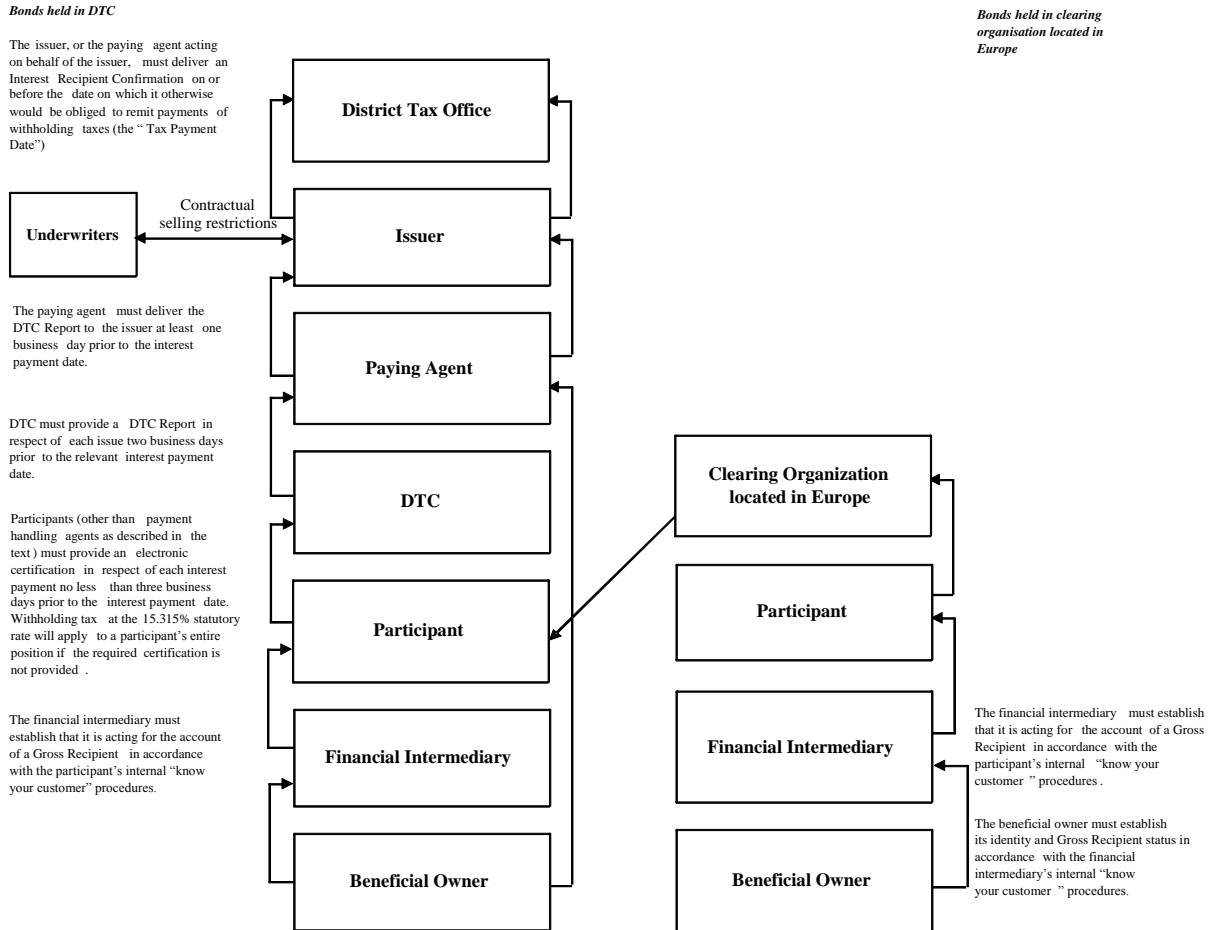 Bonds held in DTC
The issuer, or the paying agent acting
on behalf of the issuer, must deliver an
Interest Recipient Confirmation on or
before the date on which it otherwise
would be obliged to remit payments of
withholding taxes (the “ Tax Payment
Date”)
Bonds held in clearing
organisation located in
Europe
District Tax Office
Contractual
selling restrictions
Underwriters
Issuer
The paying agent must deliver the
DTC Report to the issuer at least one
business day prior to the interest
payment date.
Paying Agent
DTC must provide a DTC Report in
respect of each issue two business days
prior to the relevant interest payment
date.
DTC
Clearing Organization
located in Europe
Participants (other than payment
handling agents as described in the
text ) must provide an electronic
certification in respect of each interest
payment no less than three business
days prior to the interest payment date.
Withholding tax at the 15.315% statutory
rate will apply to a participant’s entire
position if the required certification is
not provided .
Participant
Participant
The financial intermediary must
establish that it is acting for the account
of a Gross Recipient in accordance
with the participant’s internal “know
your customer” procedures.
Financial Intermediary
Financial Intermediary
The financial intermediary must establish
that it is acting for the account of a Gross
Recipient in accordance with the
participant’s internal “know your
customer ” procedures .
Beneficial Owner
Beneficial Owner
The beneficial owner must establish
its identity and Gross Recipient status in
accordance with the financial
intermediary’s internal “know
your customer ” procedures.